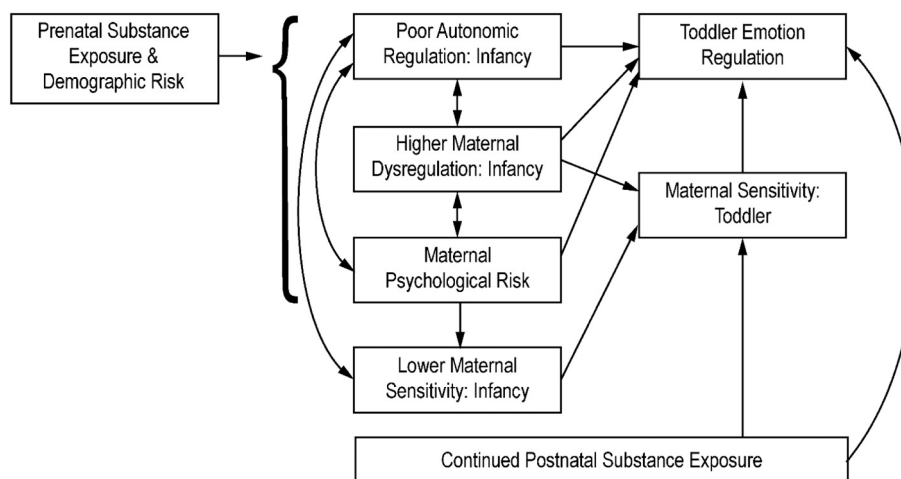 Prenatal Substance
Exposure &
Demographic Risk
Poor Autonomic
Regulation: Infancy
Toddler Emotion
Regulation
Higher Maternal
Dysregulation: Infancy
Maternal Sensitivity:
Toddler
Maternal
Psychological Risk
Lower Maternal
Sensitivity: Infancy
Continued Postnatal Substance Exposure